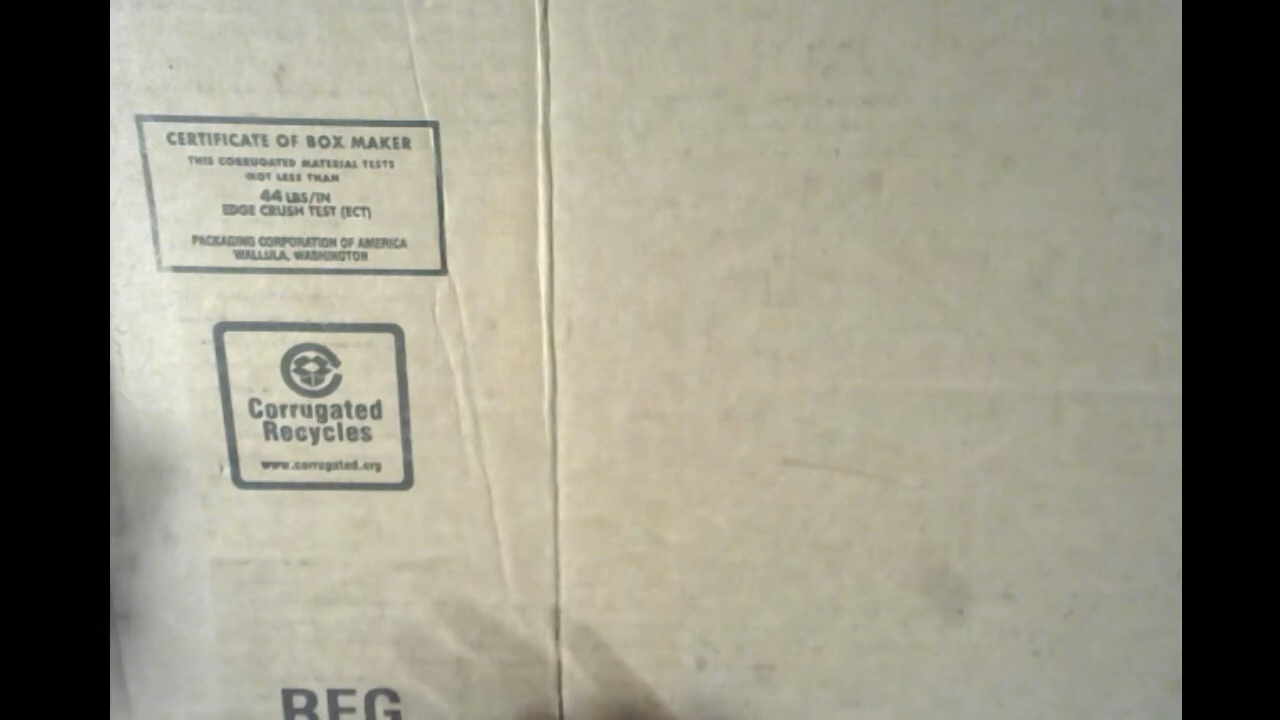 CERTIFICATE OF BOX MAKER
THIS CORRUGATED MATERIAL TESTS
NOT LESS THAN
44 LBS/IN
EDGE CRUSH TEST (ECT)
PACKAGING CORPORATION OF AMERICA
WALLULA, WASHINGTON
Corrugated
Recycles
www.corrugated.org